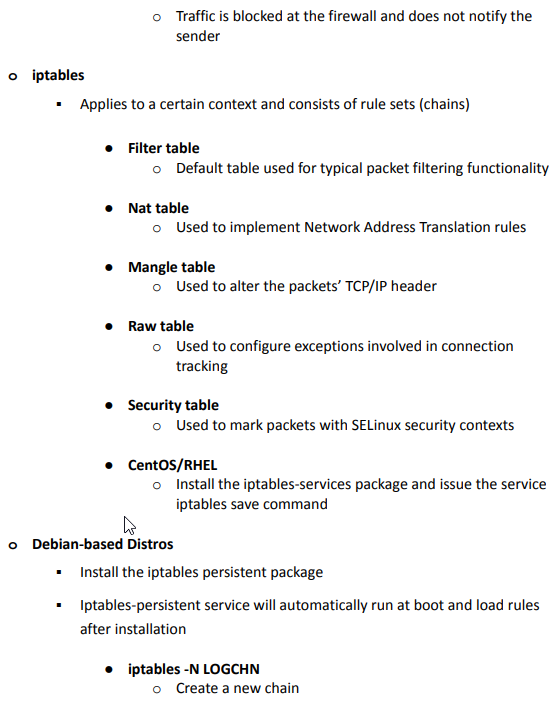 o Traffic is blocked at the firewall and does not notify the
sender
o iptables
▪ Applies to a certain context and consists of rule sets (chains)
● Filter table
o Default table used for typical packet filtering functionality
● Nat table
o Used to implement Network Address Translation rules
● Mangle table
o Used to alter the packets’ TCP/IP header
● Raw table
o Used to configure exceptions involved in connection
tracking
● Security table
o Used to mark packets with SELinux security contexts
● CentOS/RHEL
o Install the iptables-services package and issue the service
iptables save command
o Debian-based Distros
▪ Install the iptables persistent package
▪ Iptables-persistent service will automatically run at boot and load rules
after installation
● iptables -N LOGCHN
o Create a new chain